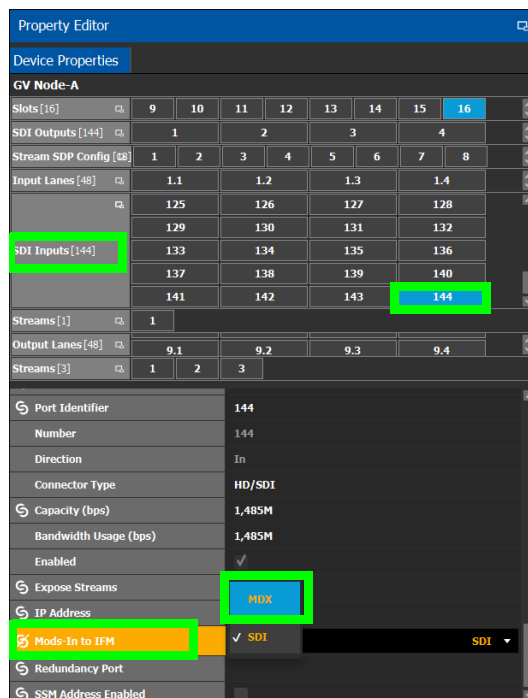 Property Editor
Device Properties
GV Node-A
Slots [16] 9 10 11 12 13 14 15 16
SDI Outputs [144] 1 2 3 4
Stream SDP Config [18] 1 2 3 4 5 6 7 8
Input Lanes [48] 1.1 1.2 1.3 1.4
125 126 127 128
129 130 131 132
SDI Inputs [144] 133 134 135 136
137 138 139 140
141 142 143 144
Streams [1] 1
Output Lanes [48] 9.1 9.2 9.3 9.4
Streams [3] 1 2 3
Port Identifier 144
Number 144
Direction In
Connector Type HD/SDI
Capacity (bps) 1,485M
Bandwidth Usage (bps) 1,485M
Enabled
Expose Streams
MDX
IP Address
Mods-In to IFM ✓ SDI SDI
Redundancy Port
SSM Address Enabled